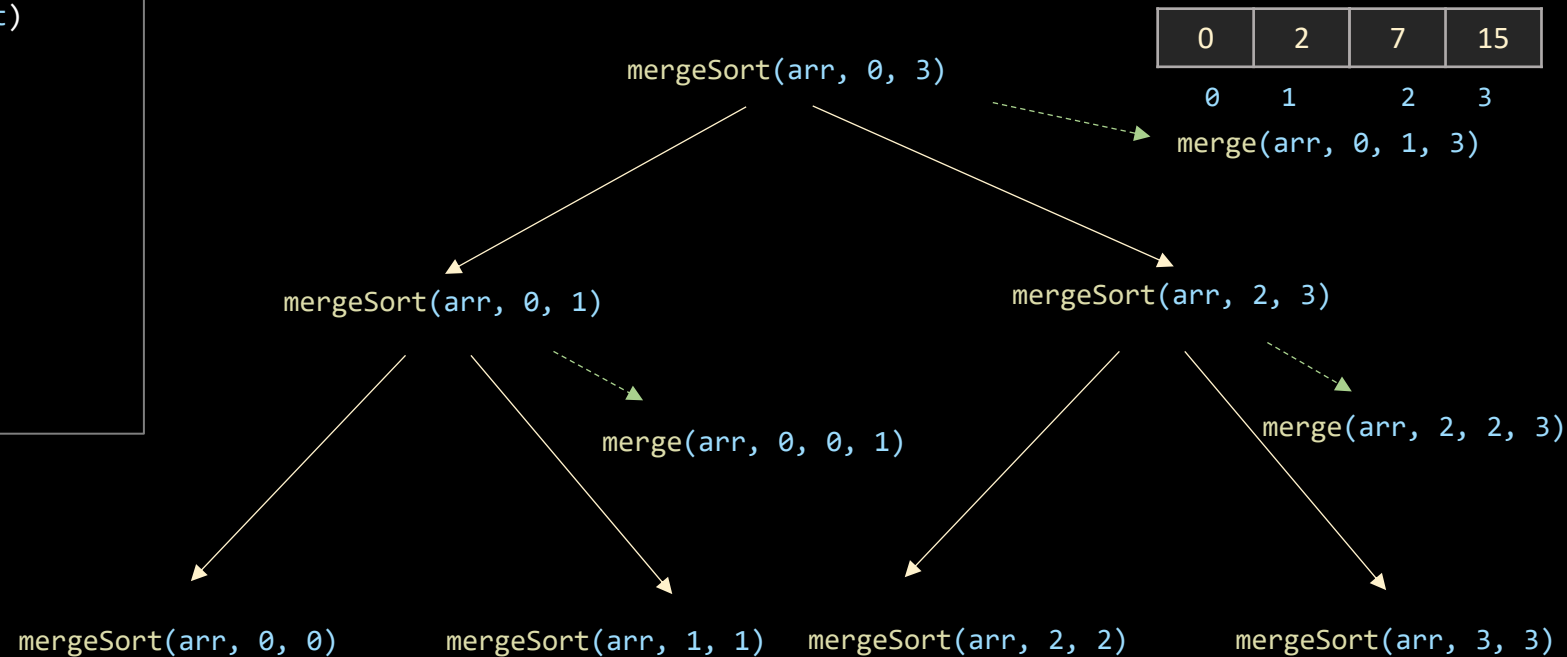 t)
0 2 7 15
mergeSort(arr, 0, 3)
0 1 2 3
merge(arr, 0, 1, 3)
mergeSort(arr, 0, 1)
mergeSort(arr, 2, 3)
merge(arr, 0, 0, 1)
merge(arr, 2, 2, 3)
mergeSort(arr, 0, 0)
mergeSort(arr, 1, 1)
mergeSort(arr, 2, 2)
mergeSort(arr, 3, 3)